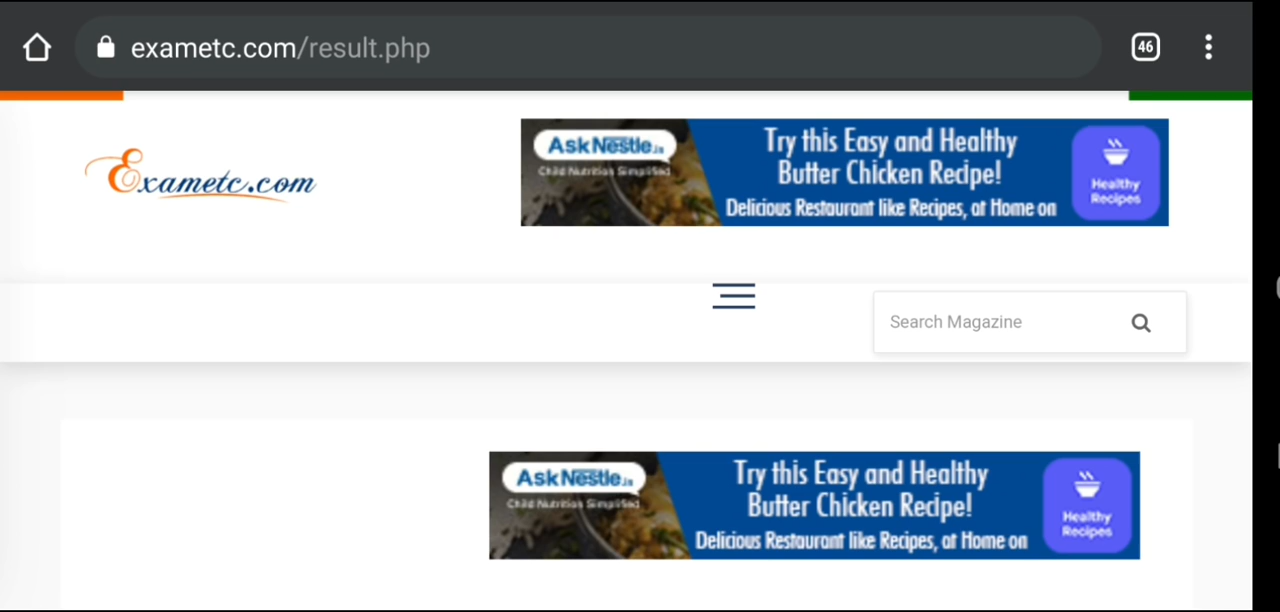 exametc.com/result.php
46
Exametc.com
AskNestle.in
Child Nutrition Simplified
Try this Easy and Healthy
Butter Chicken Recipe!
Delicious Restaurant like Recipes, at Home on
Healthy
Recipes
Search Magazine
AskNestle.in
Child Nutrition Simplified
Try this Easy and Healthy
Butter Chicken Recipe!
Delicious Restaurant like Recipes, at Home on
Healthy
Recipes